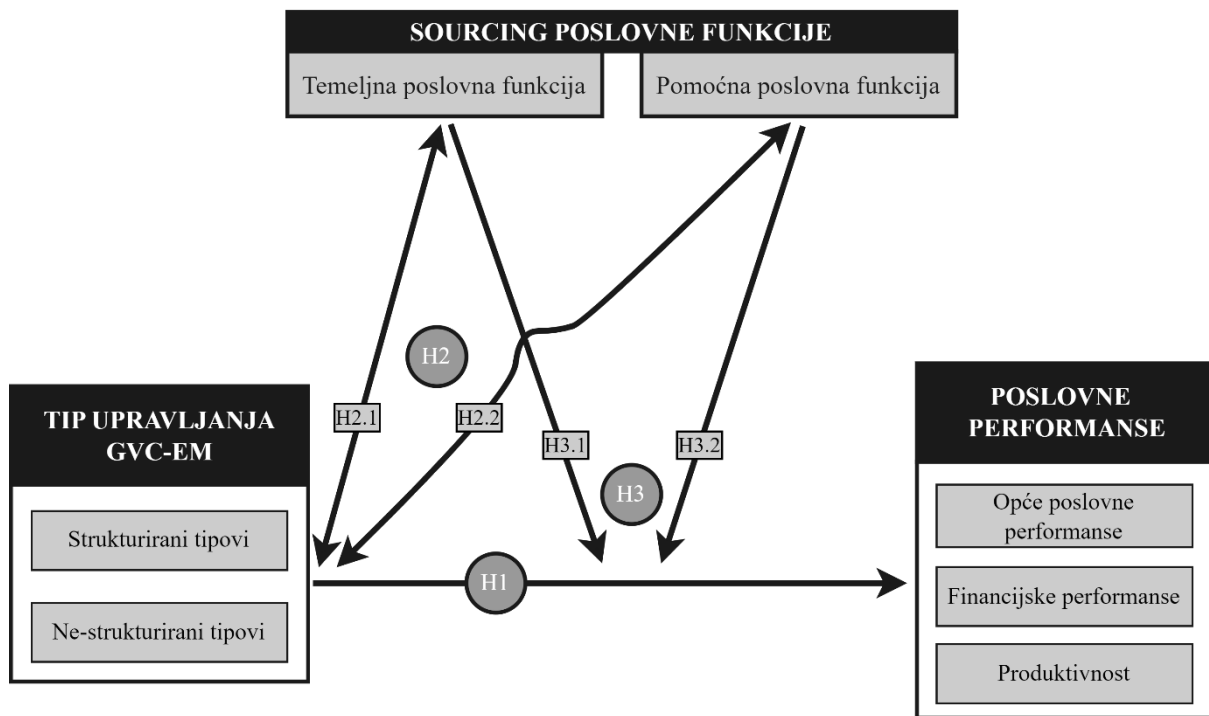 SOURCING POSLOVNE FUNKCIJE
Temeljna poslovna funkcija
Pomoćna poslovna funkcija
H2
H2.1
H2.2
H3.1
H3.2
H3
H1
TIP UPRAVLJANJA
GVC-EM
Strukturirani tipovi
Ne-strukturirani tipovi
POSLOVNE
PERFORMANSE
Opće poslovne
performanse
Financijske performanse
Produktivnost